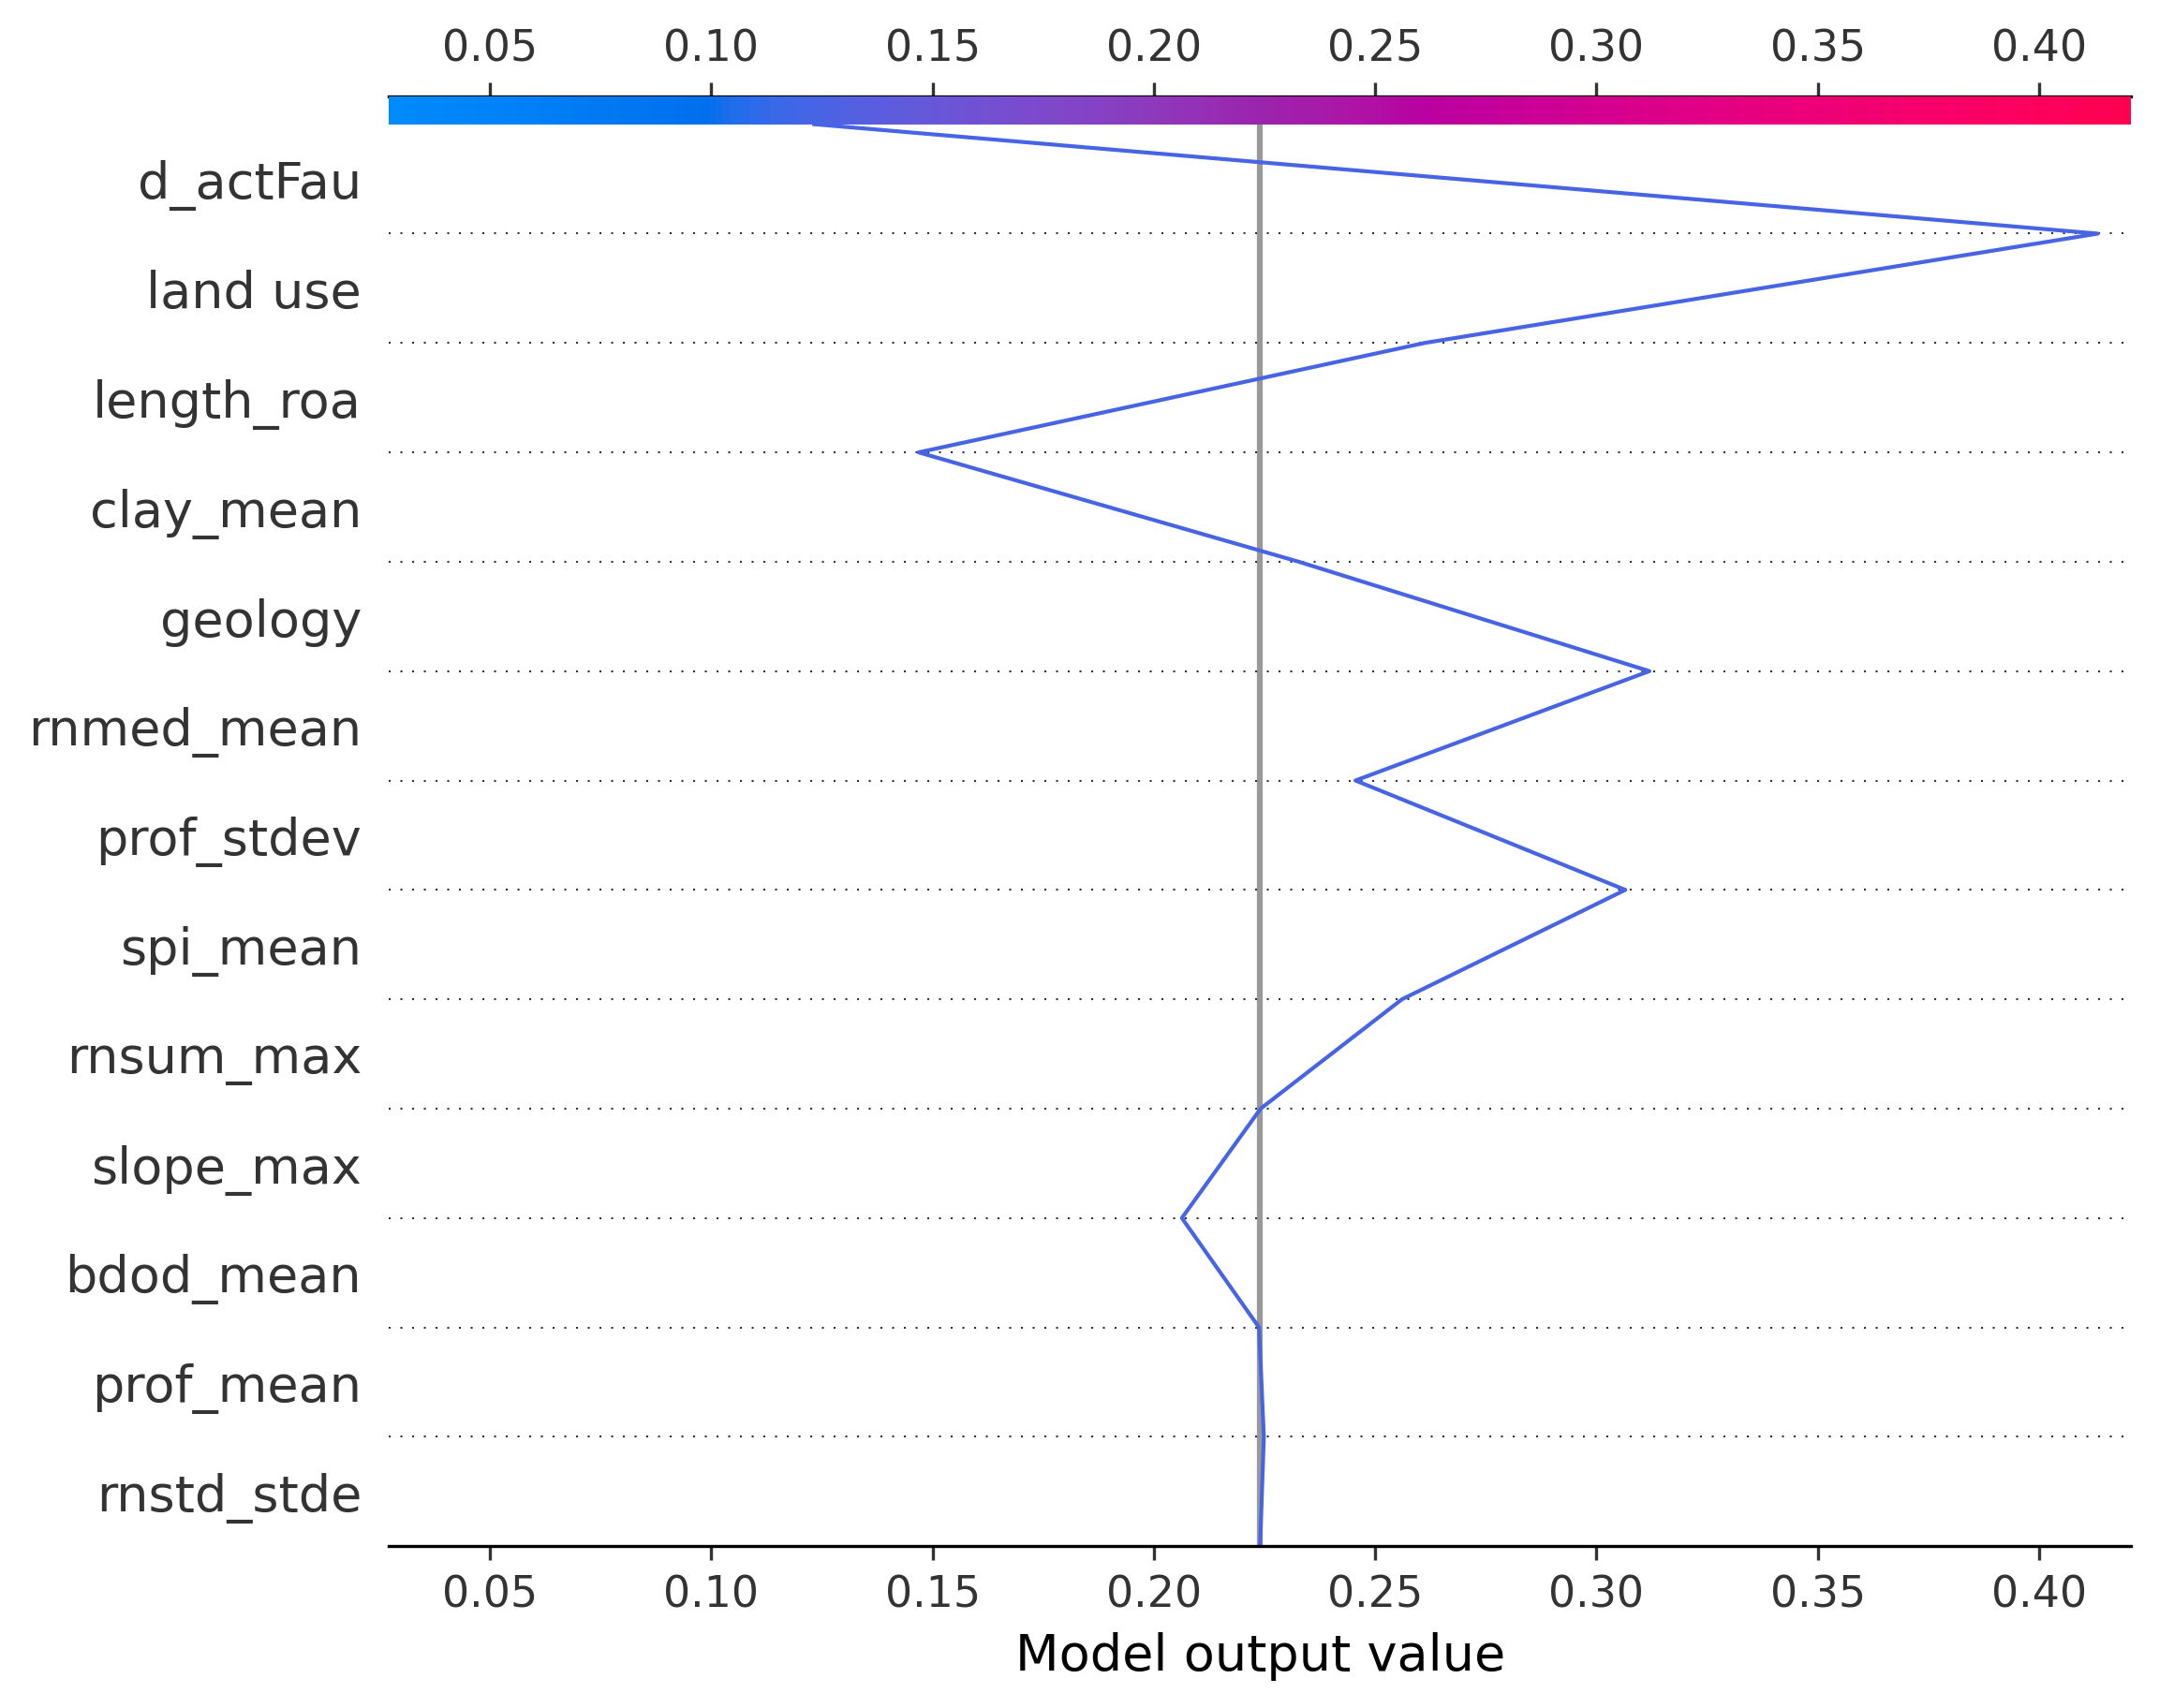 0.05 0.10 0.15 0.20 0.25 0.30 0.35 0.40
d_actFau
land use
length_roa
clay_mean
geology
rnmed_mean
prof_stdev
spi_mean
rnsum_max
slope_max
bdod_mean
prof_mean
rnstd_stde
0.05 0.10 0.15 0.20 0.25 0.30 0.35 0.40
Model output value